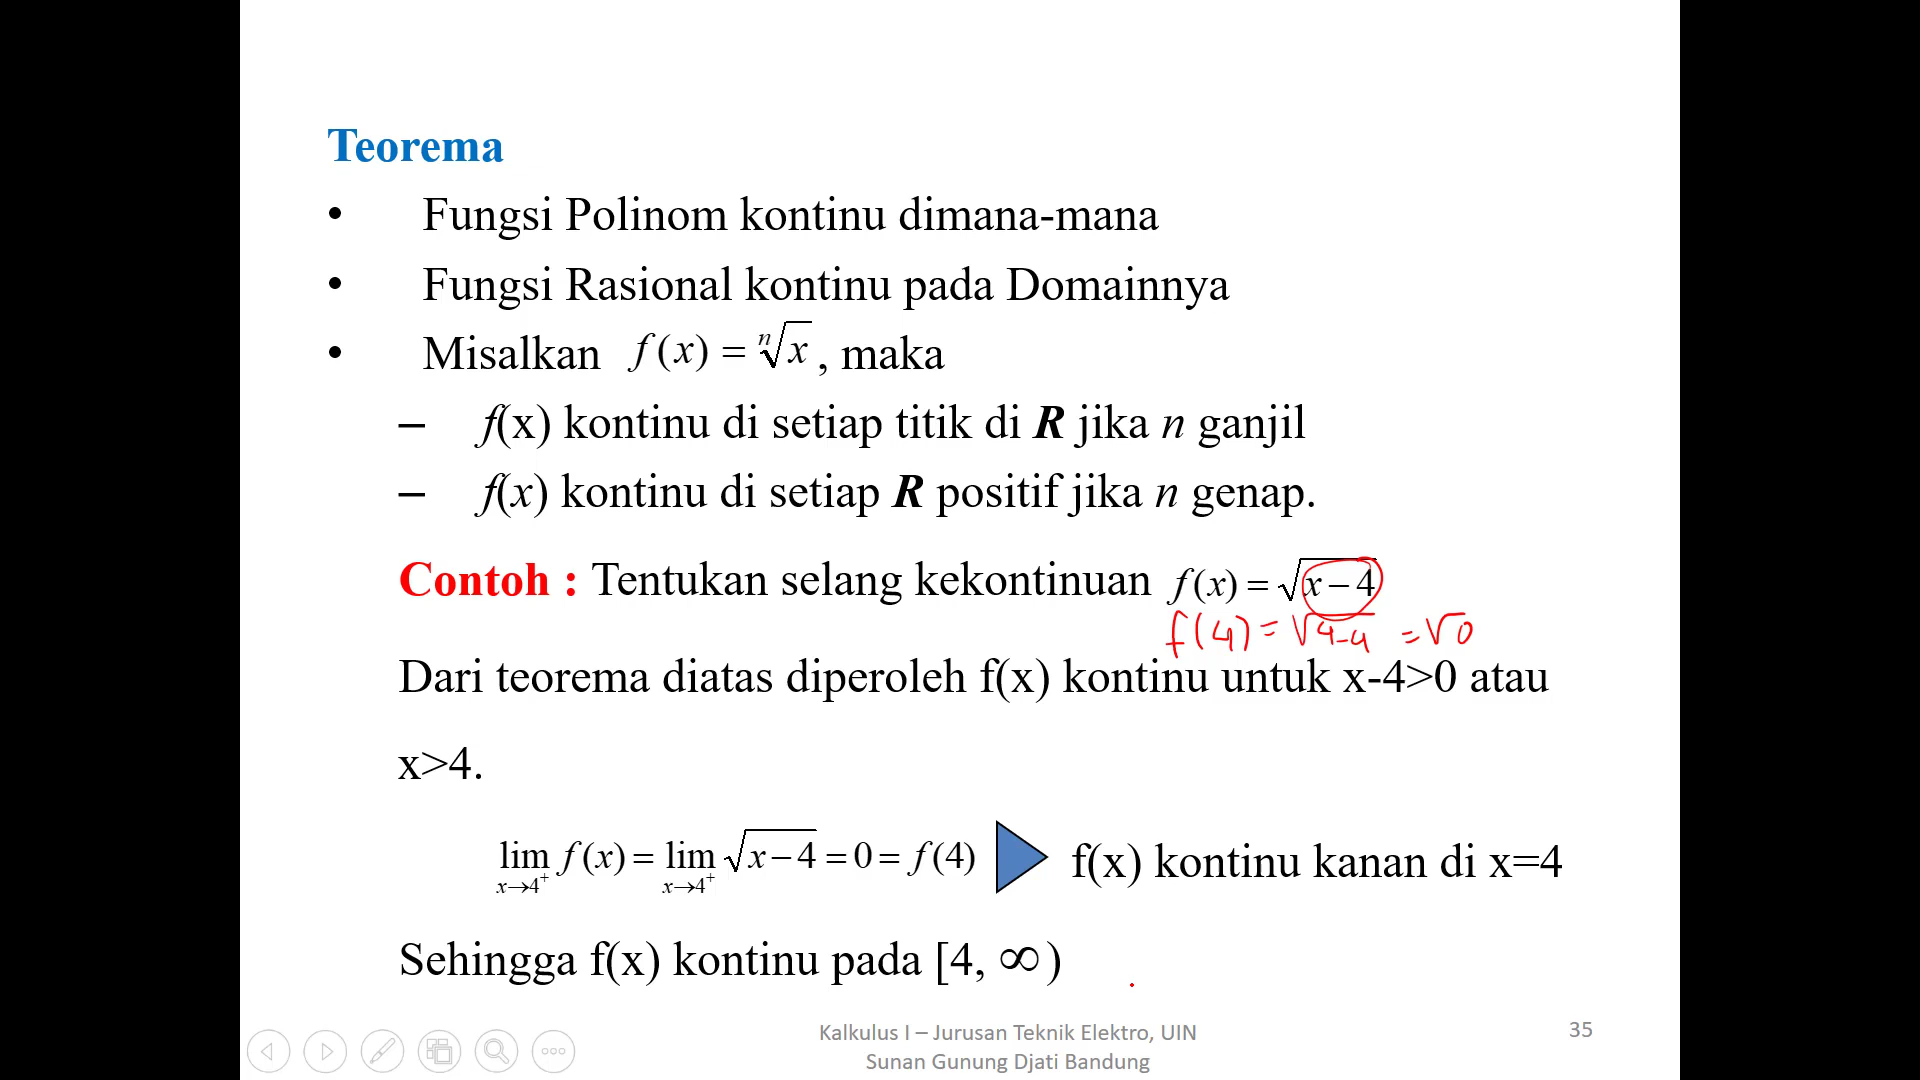 Teorema
• Fungsi Polinom kontinu dimana-mana
• Fungsi Rasional kontinu pada Domainnya
• Misalkan f(x) = ⁿ√x , maka
– f(x) kontinu di setiap titik di R jika n ganjil
– f(x) kontinu di setiap R positif jika n genap.
Contoh : Tentukan selang kekontinuan f(x) = √(x−4)
f(4) = √4-4 = √0
Dari teorema diatas diperoleh f(x) kontinu untuk x-4>0 atau
x>4.
lim x→4⁺ f(x) = lim x→4⁺ √(x−4) = 0 = f(4) f(x) kontinu kanan di x=4
Sehingga f(x) kontinu pada [4, ∞)
Kalkulus I – Jurusan Teknik Elektro, UIN
Sunan Gunung Djati Bandung
35